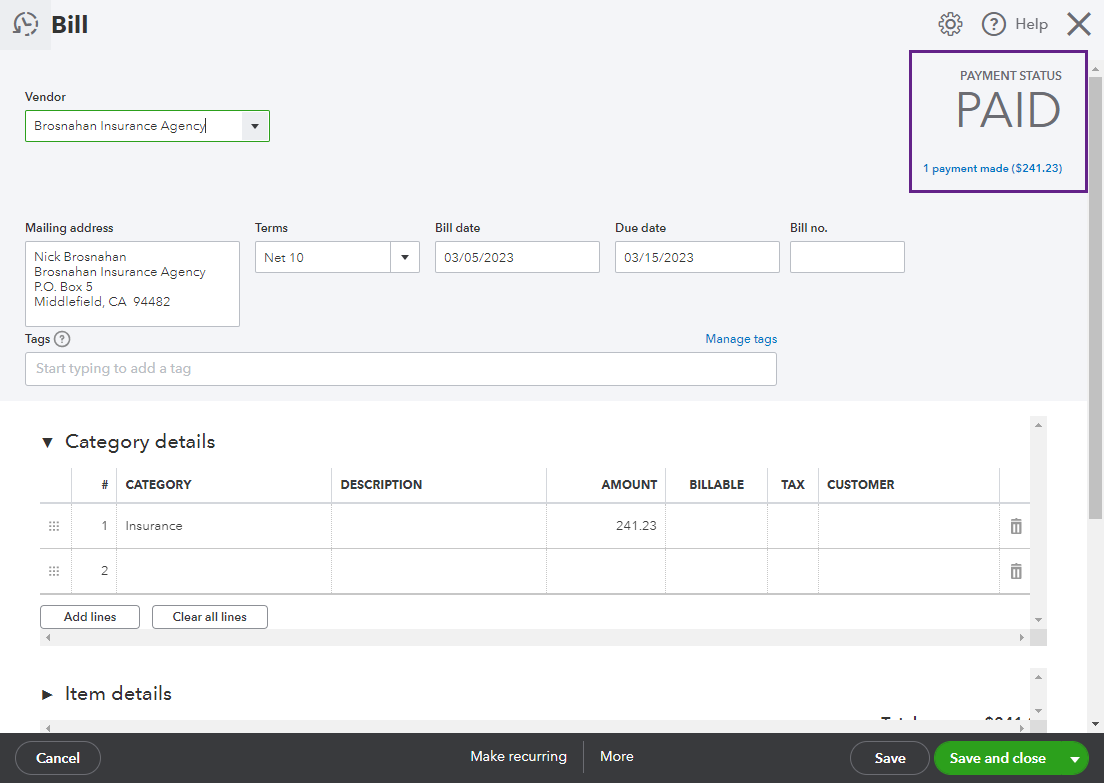 Bill
Help
PAYMENT STATUS
PAID
1 payment made ($241.23)
Vendor
Brosnahan Insurance Agency
Mailing address
Terms
Bill date
Due date
Bill no.
Nick Brosnahan
Brosnahan Insurance Agency
P.O. Box 5
Middlefield, CA 94482
Net 10
03/05/2023
03/15/2023
Tags ?
Manage tags
Start typing to add a tag
Category details
# CATEGORY DESCRIPTION AMOUNT BILLABLE TAX CUSTOMER
1 Insurance 241.23
2
Add lines Clear all lines
Item details
Cancel
Make recurring
More
Save
Save and close